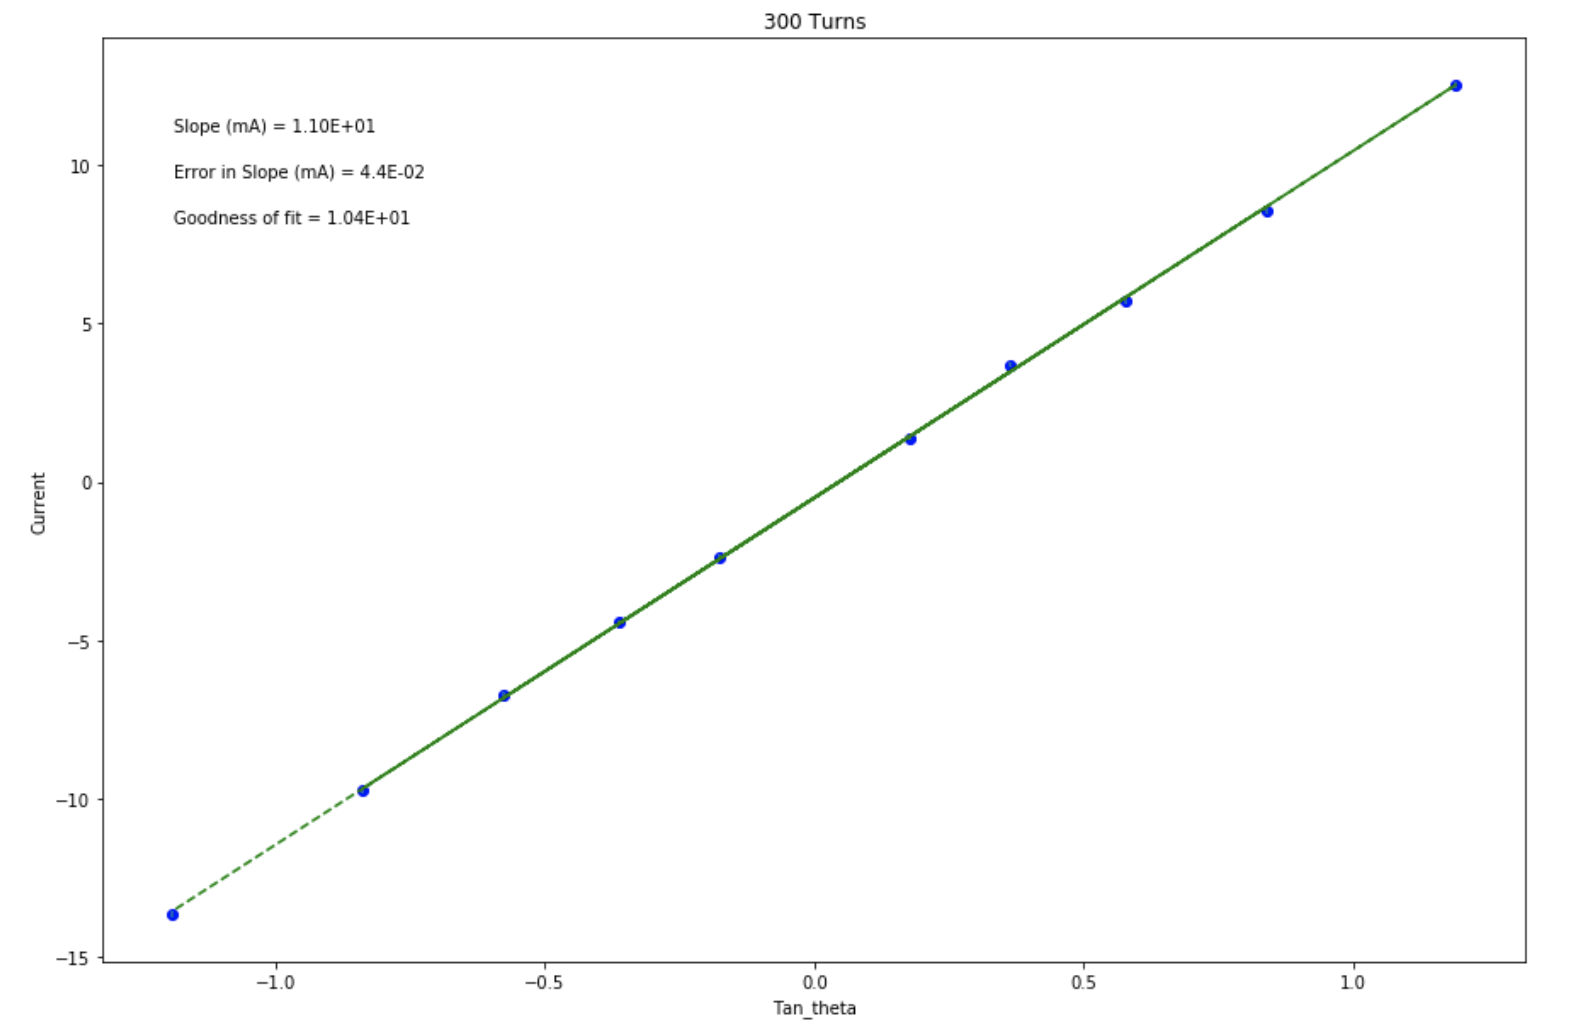 300 Turns
Slope (mA) = 1.10E+01
Error in Slope (mA) = 4.4E-02
Goodness of fit = 1.04E+01
10
5
0
−5
−10
−15
Current
−1.0 −0.5 0.0 0.5 1.0
Tan_theta